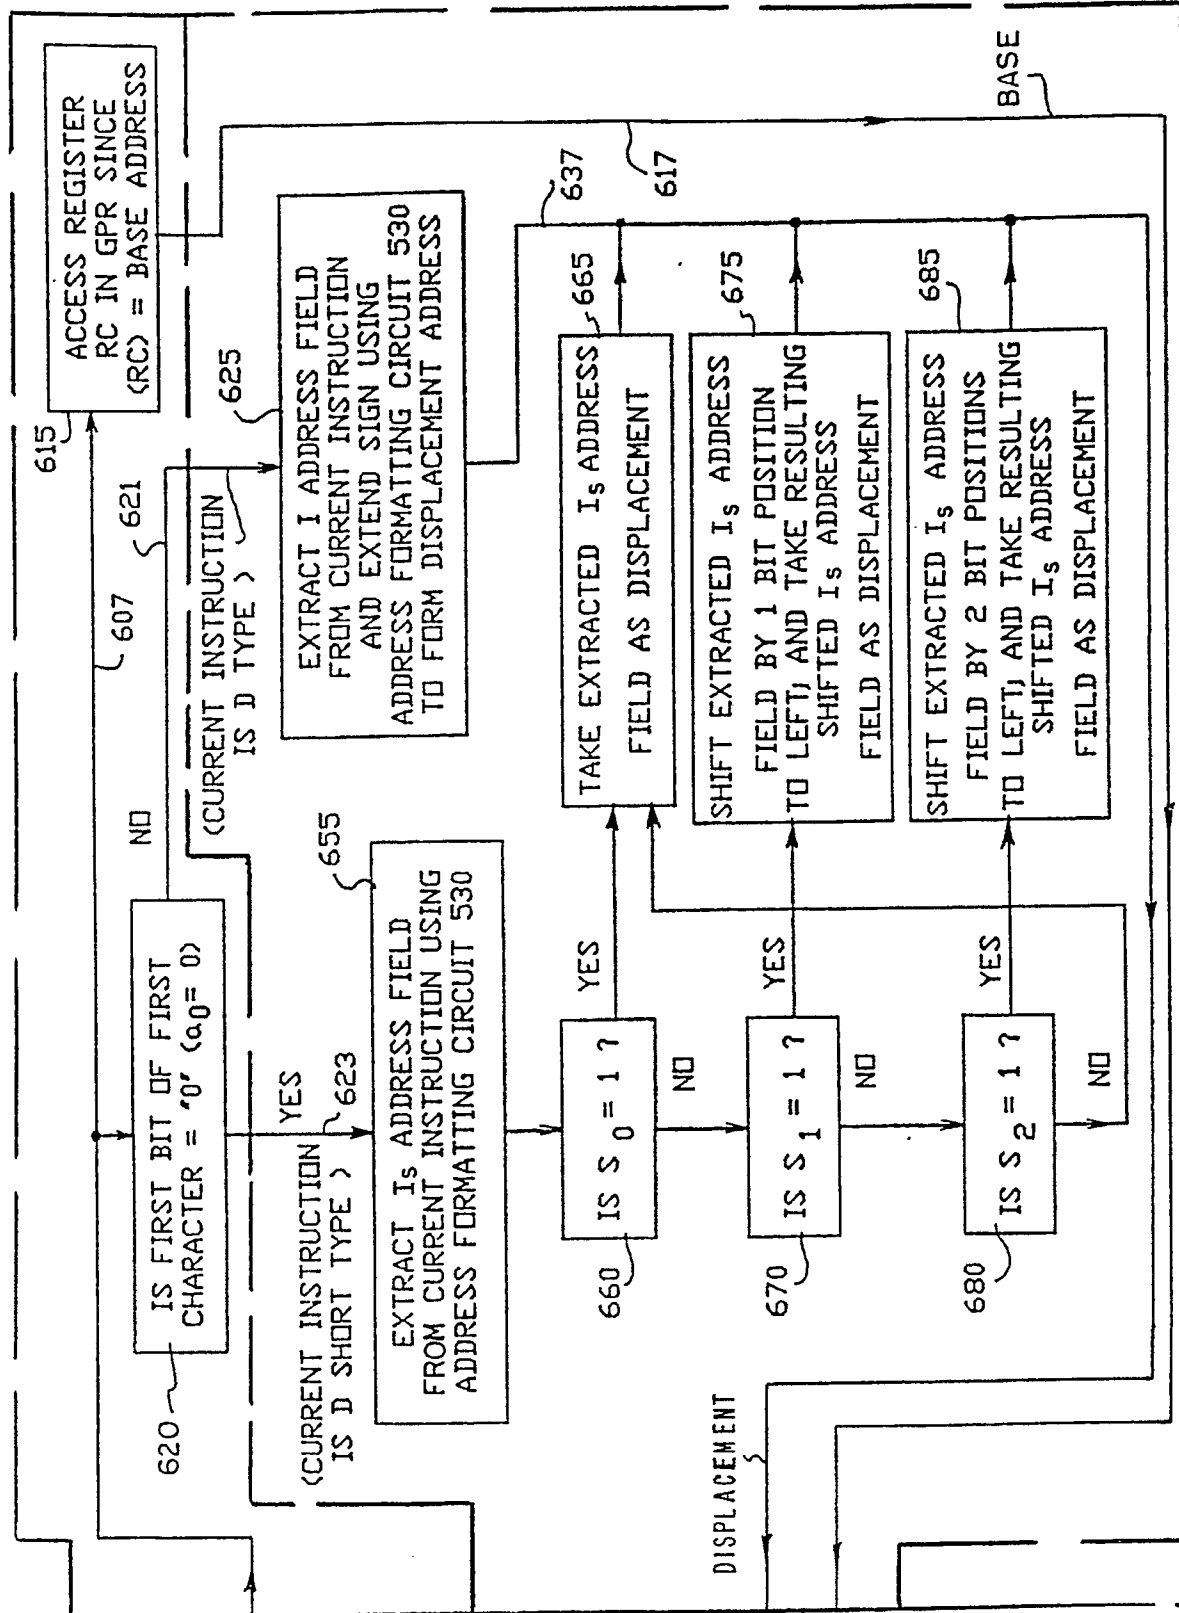 615
ACCESS REGISTER
RC IN GPR SINCE
(RC) = BASE ADDRESS
607
620
IS FIRST BIT OF FIRST
CHARACTER = "0" (a0 = 0)
NO
621
(CURRENT INSTRUCTION
IS D TYPE )
625
EXTRACT I ADDRESS FIELD
FROM CURRENT INSTRUCTION
AND EXTEND SIGN USING
ADDRESS FORMATING CIRCUIT 530
TO FORM DISPLACEMENT ADDRESS
637
617
BASE
YES
623
(CURRENT INSTRUCTION
IS D SHORT TYPE )
655
EXTRACT Is ADDRESS FIELD
FROM CURRENT INSTRUCTION USING
ADDRESS FORMATTING CIRCUIT 530
660
IS S0 = 1 ?
YES
NO
665
TAKE EXTRACTED Is ADDRESS
FIELD AS DISPLACEMENT
670
IS S1 = 1 ?
YES
NO
675
SHIFT EXTRACTED Is ADDRESS
FIELD BY 1 BIT POSITION
TO LEFT; AND TAKE RESULTING
SHIFTED Is ADDRESS
FIELD AS DISPLACEMENT
680
IS S2 = 1 ?
YES
NO
685
SHIFT EXTRACTED Is ADDRESS
FIELD BY 2 BIT POSITIONS
TO LEFT; AND TAKE RESULTING
SHIFTED Is ADDRESS
FIELD AS DISPLACEMENT
DISPLACEMENT